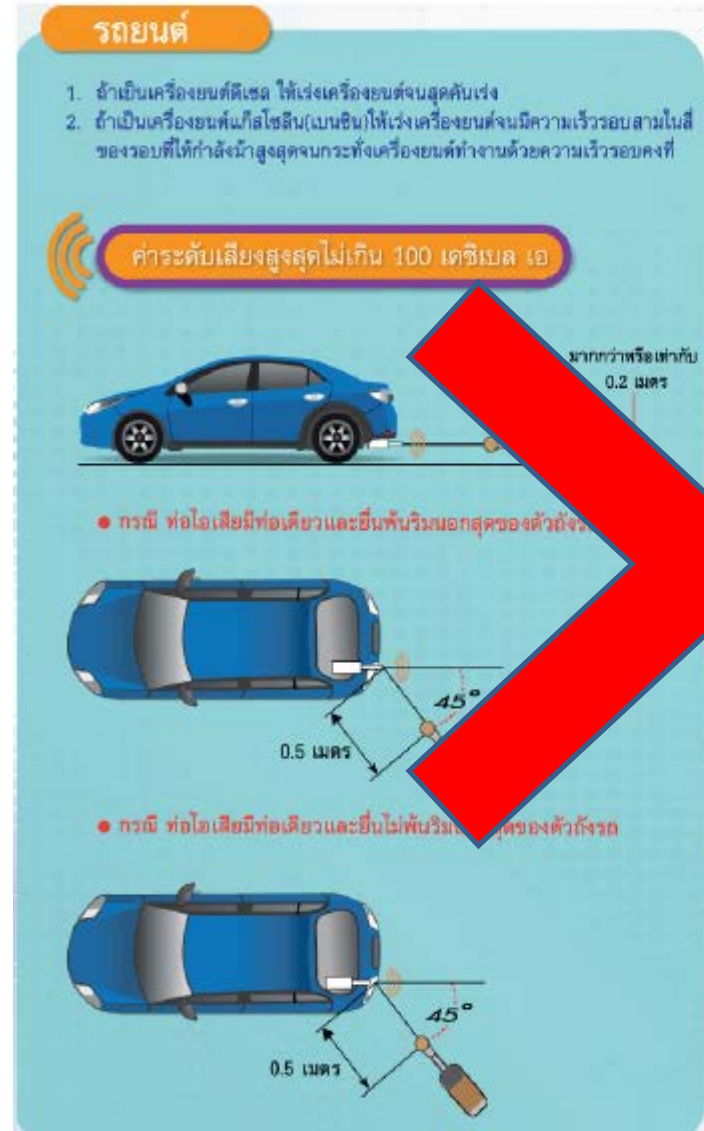 รถยนต์
1. ถ้าเป็นเครื่องยนต์ดีเซล ให้เร่งเครื่องยนต์จนสุดคันเร่ง
2. ถ้าเป็นเครื่องยนต์แก๊สโซลีน(เบนซิน)ให้เร่งเครื่องยนต์จนมีความเร็วรอบสามในสี่
ของรอบที่ให้กำลังม้าสูงสุดจนกระทั่งเครื่องยนต์ทำงานด้วยความเร็วรอบคงที่
ค่าระดับเสียงสูงสุดไม่เกิน 100 เดซิเบล เอ
มากกว่าหรือเท่ากับ
0.2 เมตร
● กรณี ท่อไอเสียมีท่อเดียวและยื่นพ้นริมนอกสุดของตัวถัง
45°
0.5 เมตร
● กรณี ท่อไอเสียมีท่อเดียวและยื่นไม่พ้นริม ของตัวถังรถ
45°
0.5 เมตร